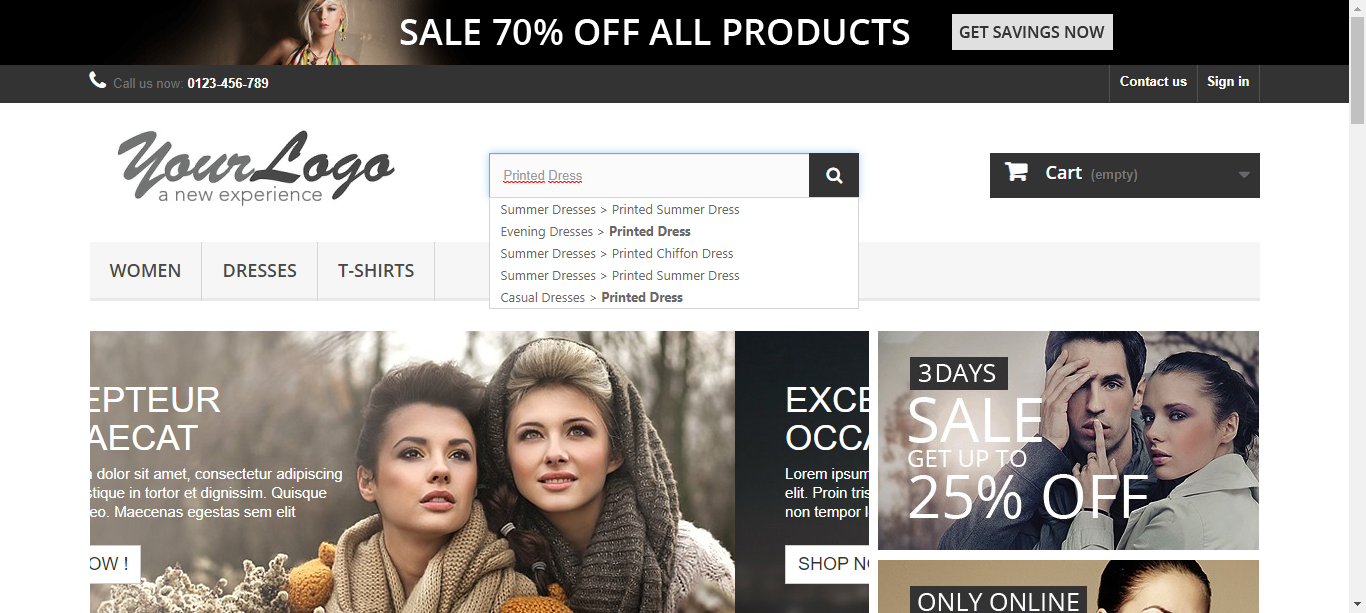 SALE 70% OFF ALL PRODUCTS
GET SAVINGS NOW
Call us now: 0123-456-789
Contact us
Sign in
YourLogo
a new experience
Printed Dress
Cart (empty)
Summer Dresses > Printed Summer Dress
Evening Dresses > Printed Dress
Summer Dresses > Printed Chiffon Dress
Summer Dresses > Printed Summer Dress
Casual Dresses > Printed Dress
WOMEN
DRESSES
T-SHIRTS
EPTEUR
AECAT
dolor sit amet, consectetur adipiscing
stique in tortor et dignissim. Quisque
eo. Maecenas egestas sem elit
OW !
EXCE
OCCA
Lorem ipsum
elit. Proin tris
non tempor
SHOP NO
3 DAYS
SALE
GET UP TO
25% OFF
ONLY ONLINE